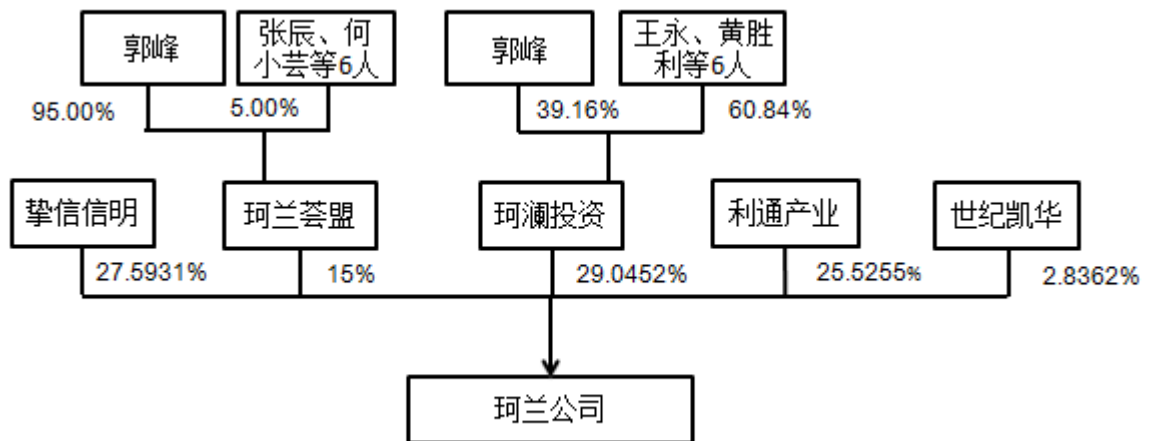 郭峰
张辰、何
小芸等6人
郭峰
王永、黄胜
利等6人
95.00%
5.00%
39.16%
60.84%
挚信信明
珂兰荟盟
珂澜投资
利通产业
世纪凯华
27.5931%
15%
29.0452%
25.5255%
2.8362%
珂兰公司